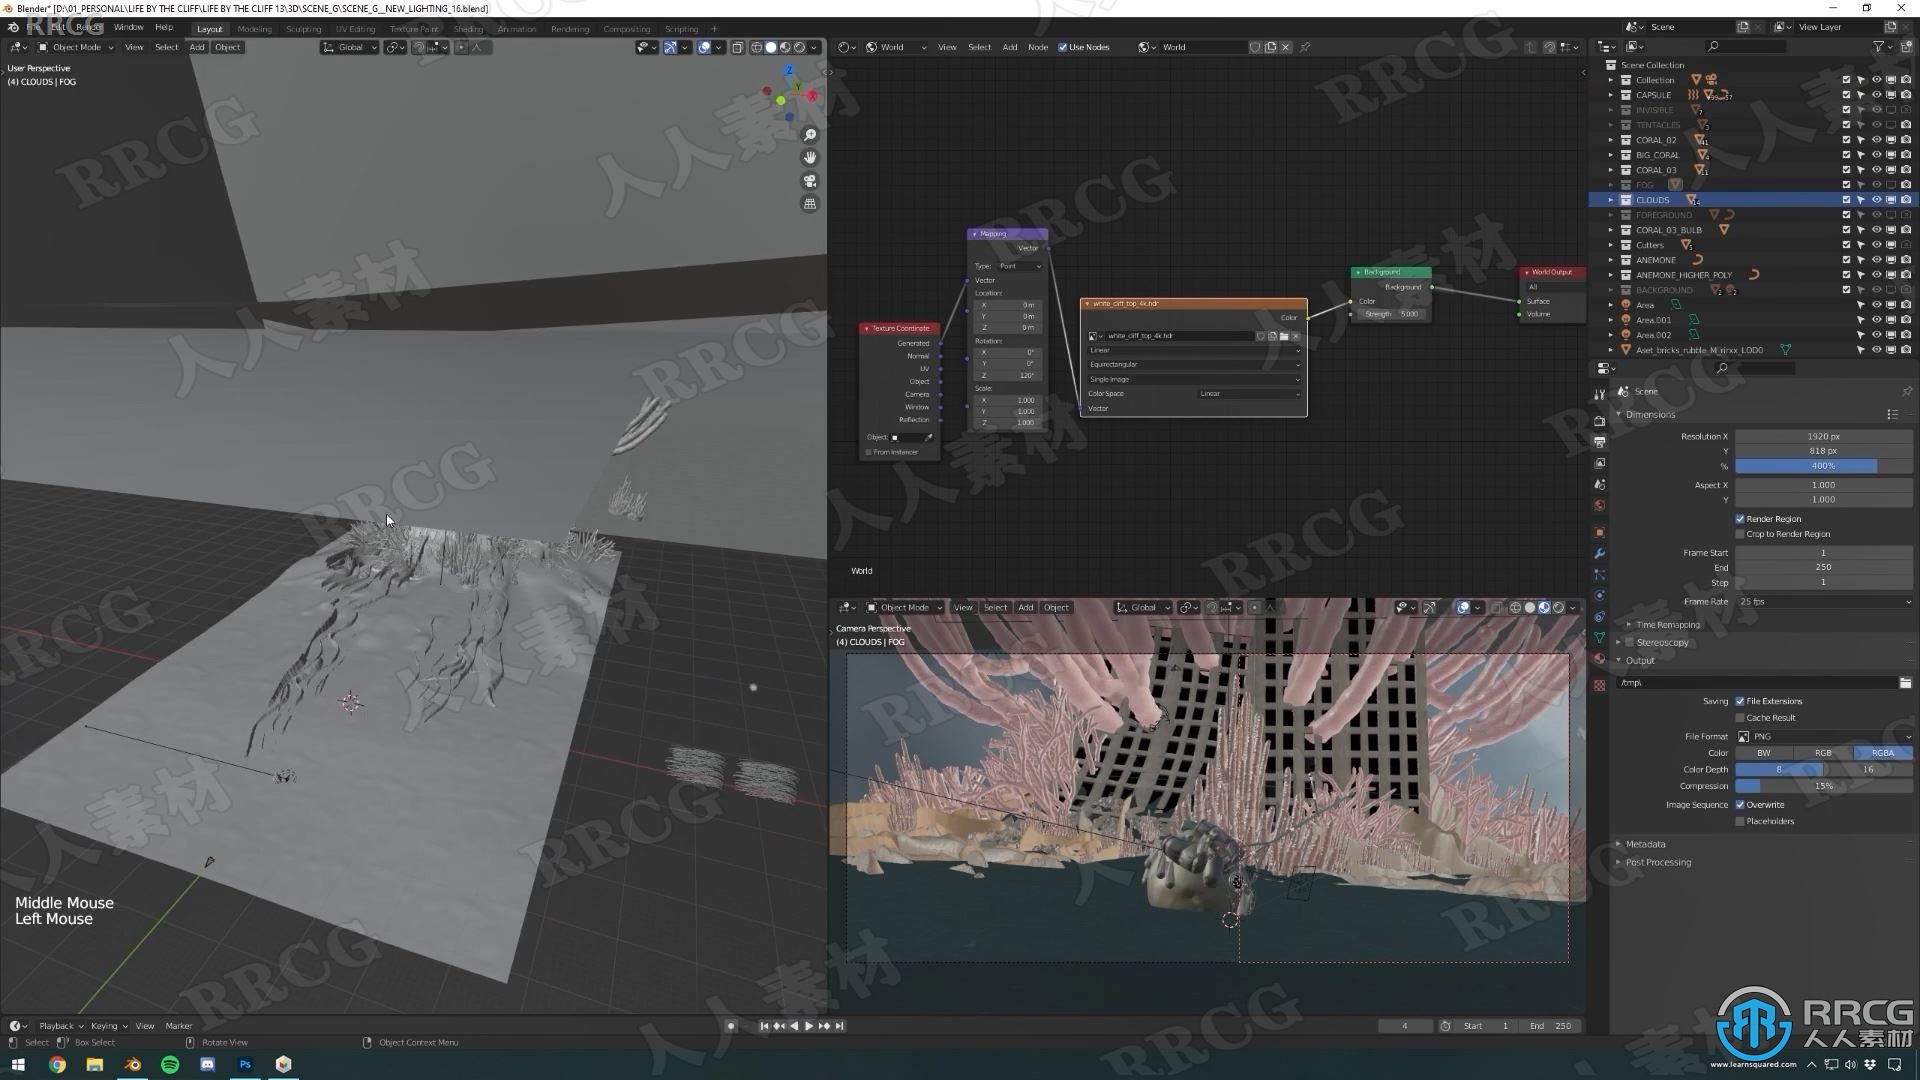 Blender* [D:\01_PERSONAL\LIFE BY THE CLIFF\LIFE BY THE CLIFF 13\3D\SCENE_G\SCENE_G__NEW_LIGHTING_16.blend]
Edit Render Window Help Layout Modeling Sculpting UV Editing Texture Paint Shading Animation Rendering Compositing Scripting + Scene View Layer
Object Mode View Select Add Object Global
World View Select Add Node Use Nodes World
User Perspective
(4) CLOUDS | FOG
Scene Collection
Collection
CAPSULE
INVISIBLE
TENTACLES
CORAL_02
BIG_CORAL
CORAL_03
FOG
CLOUDS
FOREGROUND
CORAL_03_BULB
Cutters
ANEMONE
ANEMONE_HIGHER_POLY
BACKGROUND
Area
Area.001
Area.002
Mapping
Vector
Type: Point
Vector
Location:
X 0 m
Y 0 m
Z 0 m
Rotation:
X 0°
Y 0°
Z 120°
Scale:
X 1.000
Y 1.000
Z 1.000
Texture Coordinate
Generated
Normal
UV
Object
Camera
Window
Reflection
Object:
From Instancer
white_cliff_top_4k.hdr
Color
white_cliff_top_4k.hdr
Linear
Equirectangular
Single Image
Color Space Linear
Vector
Background
Background
Color
Strength 5.000
World Output
All
Surface
Volume
World
Scene
Dimensions
Resolution X 1920 px
Y 818 px
% 400%
Aspect X 1.000
Y 1.000
Render Region
Crop to Render Region
Frame Start 1
End 250
Step 1
Frame Rate 25 fps
Time Remapping
Stereoscopy
Output
/tmp\
Saving File Extensions
Cache Result
File Format PNG
Color BW RGB RGBA
Color Depth 8 16
Compression 15%
Image Sequence Overwrite
Placeholders
Metadata
Post Processing
Object Mode View Select Add Object Global
Camera Perspective
(4) CLOUDS | FOG
Middle Mouse
Left Mouse
Playback Keying View Marker 4 Start 1 End 250
Select Box Select Rotate View Object Context Menu
Ps
RRCG
人人素材
www.learnsquared.com